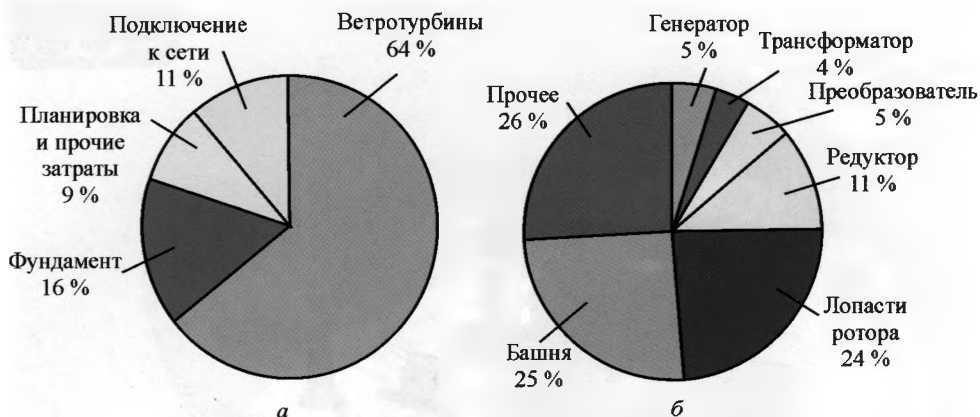 Подключение
к сети
11 %
Ветротурбины
64 %
Планировка
и прочие
затраты
9 %
Фундамент
16 %
а
Генератор
5 %
Трансформатор
4 %
Преобразователь
5 %
Редуктор
11 %
Прочее
26 %
Лопасти
ротора
24 %
Башня
25 %
б